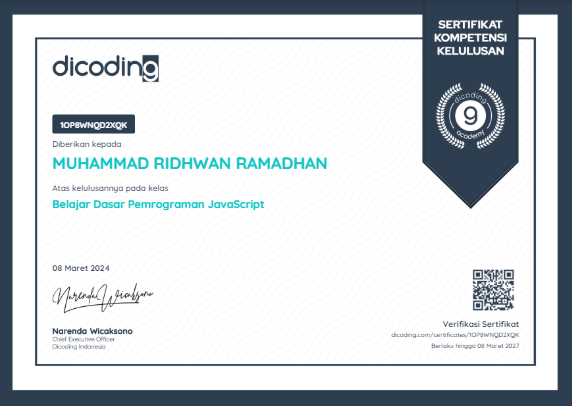 SERTIFIKAT
KOMPETENSI
KELULUSAN
dicoding
dicoding
9
academy
1OP8WNQD2XQK
Diberikan kepada
MUHAMMAD RIDHWAN RAMADHAN
Atas kelulusannya pada kelas
Belajar Dasar Pemrograman JavaScript
08 Maret 2024
Narenda Wicaksono
Narenda Wicaksono
Chief Executive Officer
Dicoding Indonesia
Verifikasi Sertifikat
dicoding.com/certificates/1OP8WNQD2XQK
Berlaku hingga 08 Maret 2027